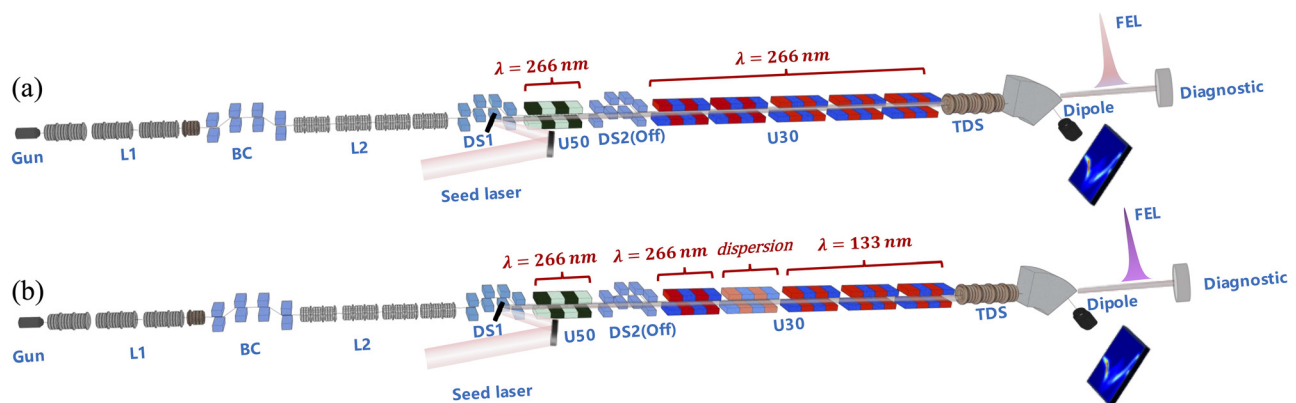 FEL
λ = 266 nm
λ = 266 nm
(a)
Diagnostic
Dipole
TDS
U30
DS2(Off)
U50
DS1
L2
BC
L1
Gun
Seed laser
FEL
λ = 266 nm
λ = 266 nm
dispersion
λ = 133 nm
(b)
Diagnostic
Dipole
TDS
U30
DS2(Off)
U50
DS1
L2
BC
L1
Gun
Seed laser